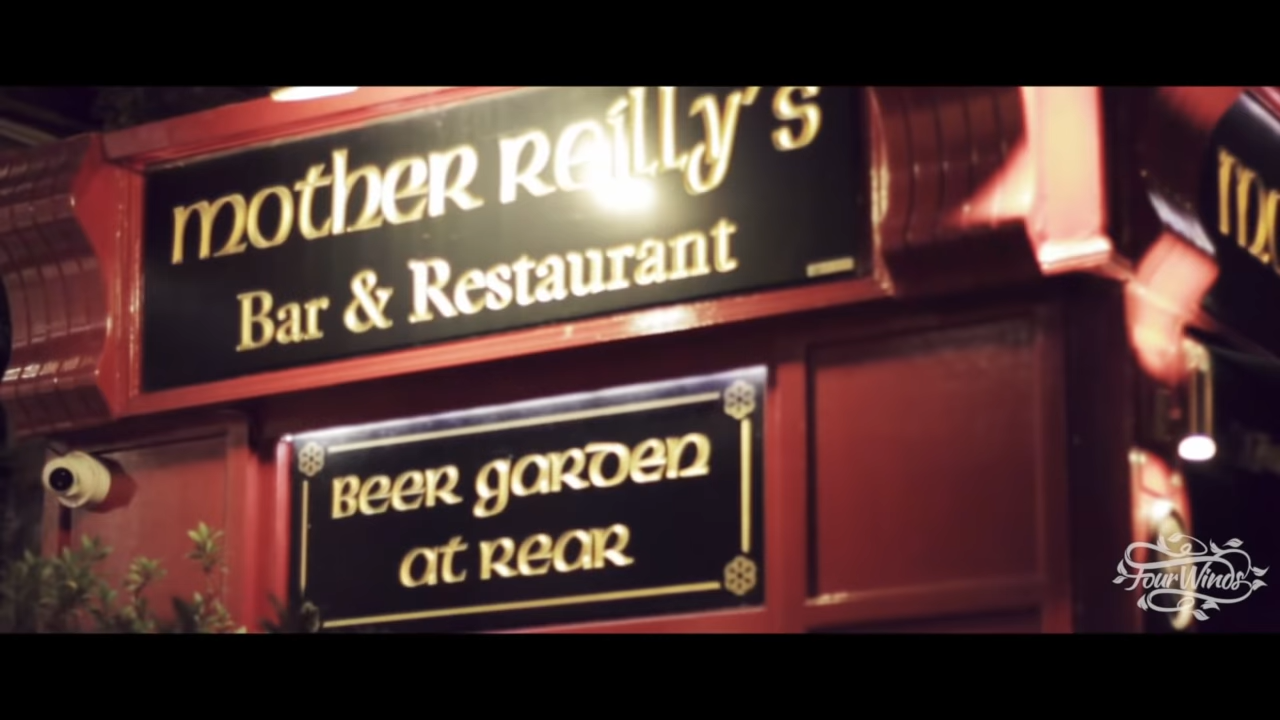 mother Reilly's
Bar & Restaurant
Beer garden
at Rear
Four Winds